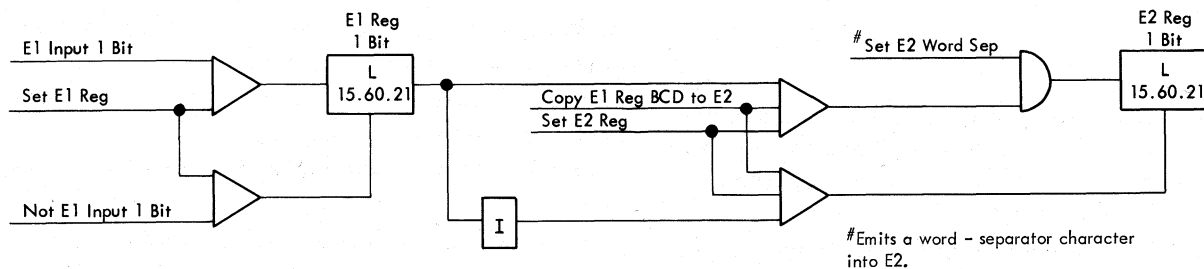 E1 Reg
1 Bit
E2 Reg
1 Bit
E1 Input 1 Bit
# Set E2 Word Sep
L
15.60.21
L
15.60.21
Set E1 Reg
Copy E1 Reg BCD to E2
Set E2 Reg
Not E1 Input 1 Bit
I
#Emits a word - separator character
into E2.